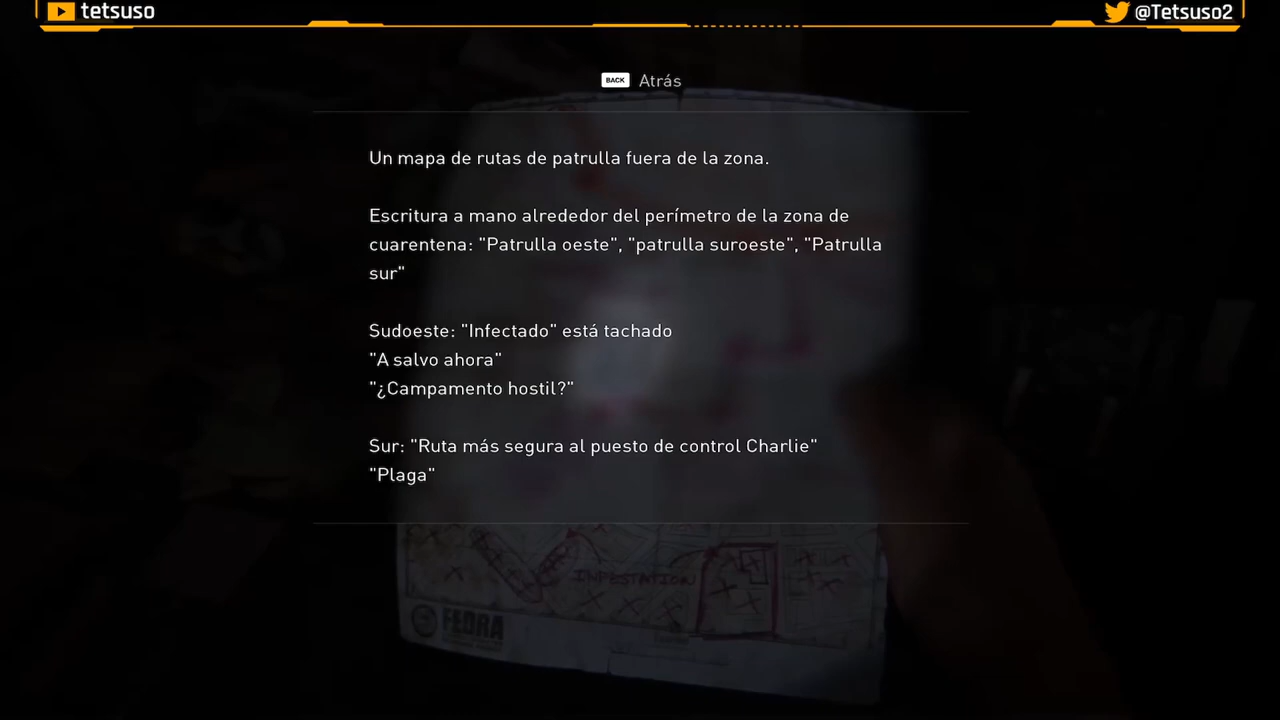 tetsuso
@Tetsuso2
BACK Atrás
Un mapa de rutas de patrulla fuera de la zona.
Escritura a mano alrededor del perímetro de la zona de
cuarentena: "Patrulla oeste", "patrulla suroeste", "Patrulla
sur"
Sudoeste: "Infectado" está tachado
"A salvo ahora"
"¿Campamento hostil?"
Sur: "Ruta más segura al puesto de control Charlie"
"Plaga"
INFESTATION
FEDRA